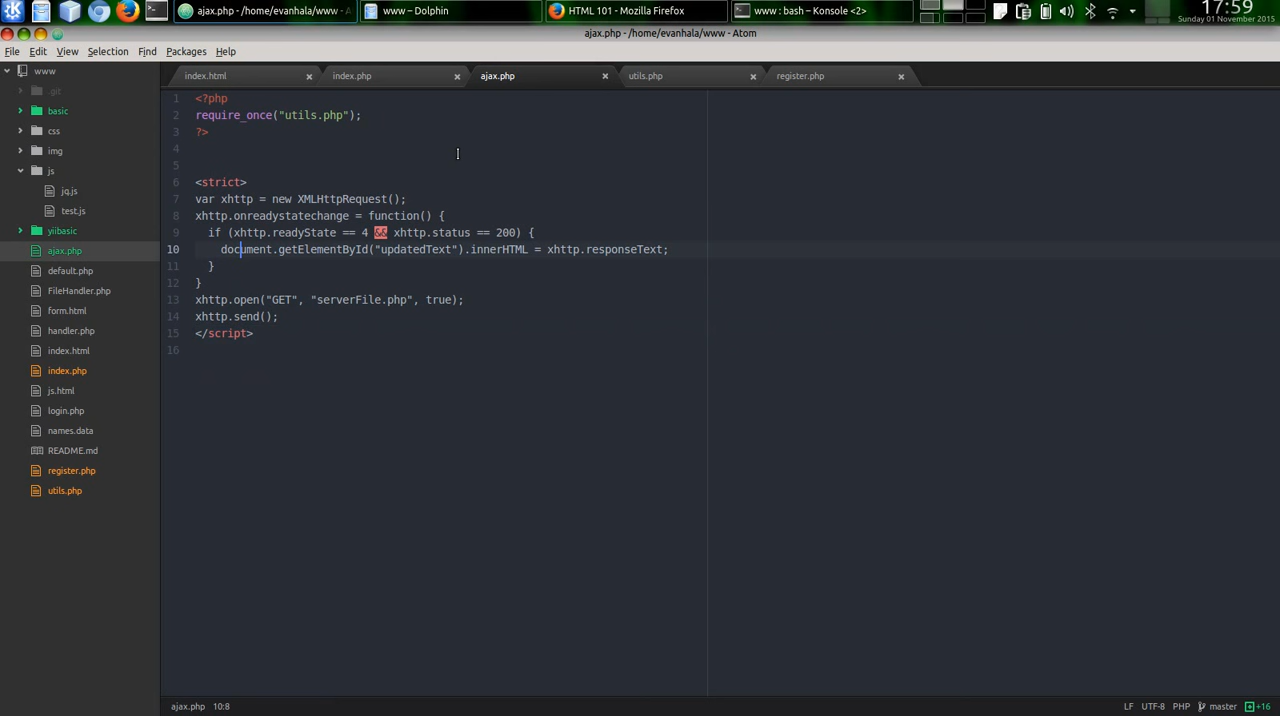 ajax.php - /home/evanhala/www - A
www – Dolphin
HTML 101 - Mozilla Firefox
www : bash – Konsole <2>
17:59
Sunday 01 November 2015
ajax.php - /home/evanhala/www - Atom
File Edit View Selection Find Packages Help
www
index.html
index.php
ajax.php
utils.php
register.php
.git
basic
css
img
js
jq.js
test.js
yiibasic
ajax.php
default.php
FileHandler.php
form.html
handler.php
index.html
index.php
js.html
login.php
names.data
README.md
register.php
utils.php
1 <?php
2 require_once("utils.php");
3 ?>
4
5
6 <strict>
7 var xhttp = new XMLHttpRequest();
8 xhttp.onreadystatechange = function() {
9 if (xhttp.readyState == 4 && xhttp.status == 200) {
10 document.getElementById("updatedText").innerHTML = xhttp.responseText;
11 }
12 }
13 xhttp.open("GET", "serverFile.php", true);
14 xhttp.send();
15 </script>
16
ajax.php 10:8
LF UTF-8 PHP master +16